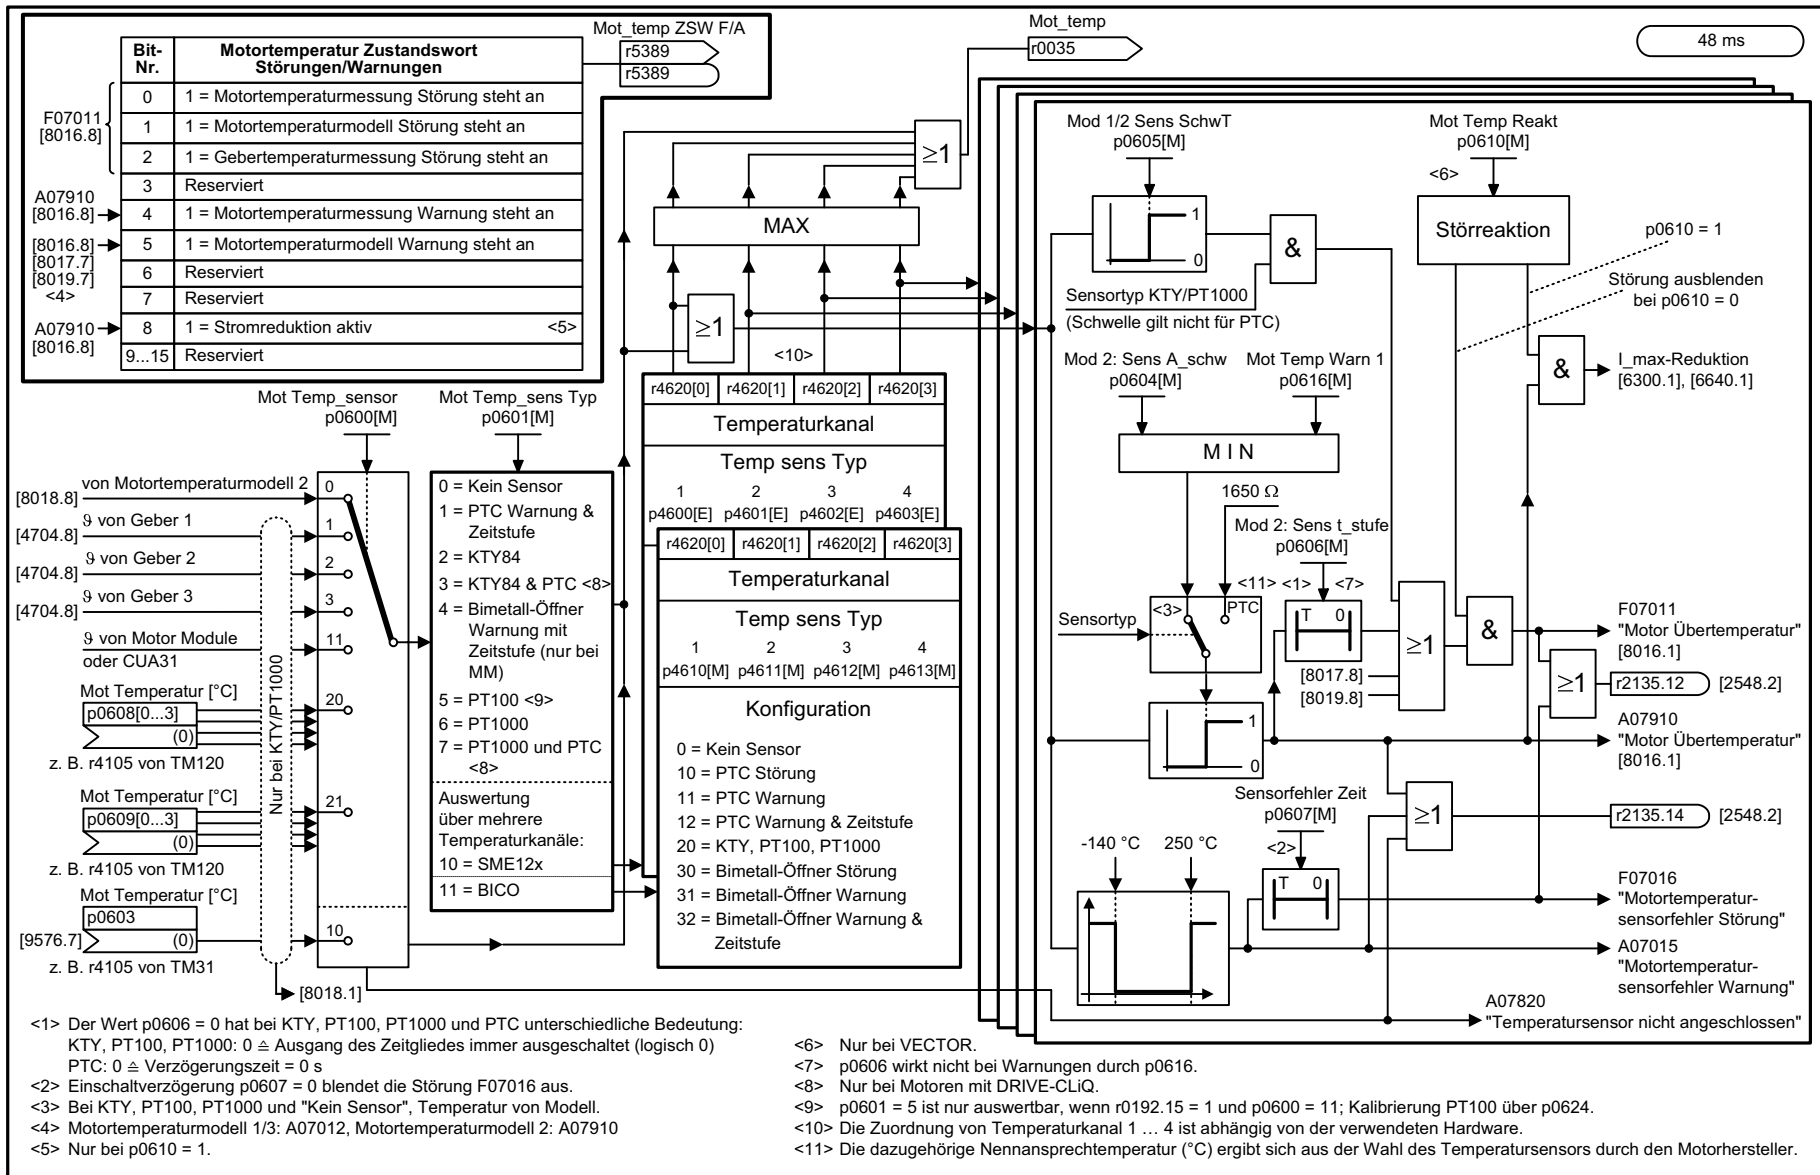 Mot_temp ZSW F/A
r5389
r5389
Mot_temp
r0035
48 ms
Bit-
Nr.
Motortemperatur Zustandswort
Störungen/Warnungen
0 1 = Motortemperaturmessung Störung steht an
1 1 = Motortemperaturmodell Störung steht an
2 1 = Gebertemperaturmessung Störung steht an
3 Reserviert
4 1 = Motortemperaturmessung Warnung steht an
5 1 = Motortemperaturmodell Warnung steht an
6 Reserviert
7 Reserviert
8 1 = Stromreduktion aktiv <5>
9...15 Reserviert
F07011
[8016.8]
A07910
[8016.8]
[8016.8]
[8017.7]
[8019.7]
<4>
A07910
[8016.8]
≥1
MAX
≥1
<10>
Mot Temp_sensor
p0600[M]
Mot Temp_sens Typ
p0601[M]
[8018.8]
von Motortemperaturmodell 2
0
[4704.8]
ϑ von Geber 1
1
[4704.8]
ϑ von Geber 2
2
[4704.8]
ϑ von Geber 3
3
ϑ von Motor Module
oder CUA31
11
Mot Temperatur [°C]
p0608[0...3]
(0)
z. B. r4105 von TM120
20
Mot Temperatur [°C]
p0609[0...3]
(0)
z. B. r4105 von TM120
21
Mot Temperatur [°C]
p0603
[9576.7]
(0)
z. B. r4105 von TM31
10
Nur bei KTY/PT1000
[8018.1]
0 = Kein Sensor
1 = PTC Warnung &
Zeitstufe
2 = KTY84
3 = KTY84 & PTC <8>
4 = Bimetall-Öffner
Warnung mit
Zeitstufe (nur bei
MM)
5 = PT100 <9>
6 = PT1000
7 = PT1000 und PTC
<8>
Auswertung
über mehrere
Temperaturkanäle:
10 = SME12x
11 = BICO
r4620[0] r4620[1] r4620[2] r4620[3]
Temperaturkanal
Temp sens Typ
1 2 3 4
p4600[E] p4601[E] p4602[E] p4603[E]
r4620[0] r4620[1] r4620[2] r4620[3]
Temperaturkanal
Temp sens Typ
1 2 3 4
p4610[M] p4611[M] p4612[M] p4613[M]
Konfiguration
0 = Kein Sensor
10 = PTC Störung
11 = PTC Warnung
12 = PTC Warnung & Zeitstufe
20 = KTY, PT100, PT1000
30 = Bimetall-Öffner Störung
31 = Bimetall-Öffner Warnung
32 = Bimetall-Öffner Warnung &
Zeitstufe
Mod 1/2 Sens SchwT
p0605[M]
1
0
&
Sensortyp KTY/PT1000
(Schwelle gilt nicht für PTC)
Mot Temp Reakt
p0610[M]
<6>
Störreaktion
p0610 = 1
Störung ausblenden
bei p0610 = 0
&
I_max-Reduktion
[6300.1], [6640.1]
Mod 2: Sens A_schw
p0604[M]
Mot Temp Warn 1
p0616[M]
M I N
1650 Ω
Mod 2: Sens t_stufe
p0606[M]
<11> <1> <7>
Sensortyp
<3>
PTC
T 0
[8017.8]
[8019.8]
≥1
&
1
0
F07011
"Motor Übertemperatur"
[8016.1]
≥1
r2135.12 [2548.2]
A07910
"Motor Übertemperatur"
[8016.1]
Sensorfehler Zeit
p0607[M]
<2>
T 0
≥1
r2135.14 [2548.2]
-140 °C 250 °C
F07016
"Motortemperatur-
sensorfehler Störung"
A07015
"Motortemperatur-
sensorfehler Warnung"
A07820
"Temperatursensor nicht angeschlossen"
<1> Der Wert p0606 = 0 hat bei KTY, PT100, PT1000 und PTC unterschiedliche Bedeutung:
KTY, PT100, PT1000: 0 ≙ Ausgang des Zeitgliedes immer ausgeschaltet (logisch 0)
PTC: 0 ≙ Verzögerungszeit = 0 s
<2> Einschaltverzögerung p0607 = 0 blendet die Störung F07016 aus.
<3> Bei KTY, PT100, PT1000 und "Kein Sensor", Temperatur von Modell.
<4> Motortemperaturmodell 1/3: A07012, Motortemperaturmodell 2: A07910
<5> Nur bei p0610 = 1.
<6> Nur bei VECTOR.
<7> p0606 wirkt nicht bei Warnungen durch p0616.
<8> Nur bei Motoren mit DRIVE-CLiQ.
<9> p0601 = 5 ist nur auswertbar, wenn r0192.15 = 1 und p0600 = 11; Kalibrierung PT100 über p0624.
<10> Die Zuordnung von Temperaturkanal 1 … 4 ist abhängig von der verwendeten Hardware.
<11> Die dazugehörige Nennansprechtemperatur (°C) ergibt sich aus der Wahl des Temperatursensors durch den Motorhersteller.